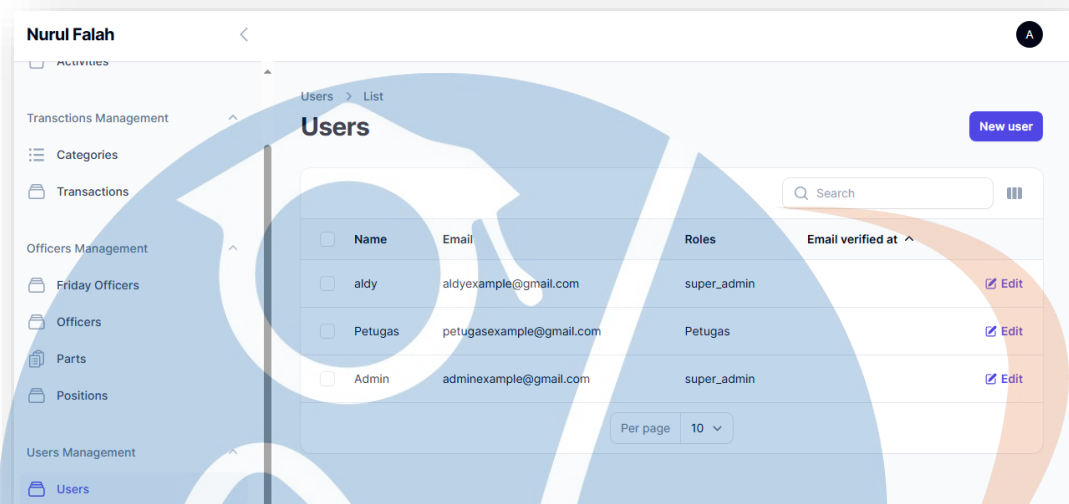 Nurul Falah
A
Activities
Transctions Management
Categories
Transactions
Officers Management
Friday Officers
Officers
Parts
Positions
Users Management
Users
Users > List
Users
New user
Search
Name Email Roles Email verified at
aldy aldyexample@gmail.com super_admin Edit
Petugas petugasexample@gmail.com Petugas Edit
Admin adminexample@gmail.com super_admin Edit
Per page 10